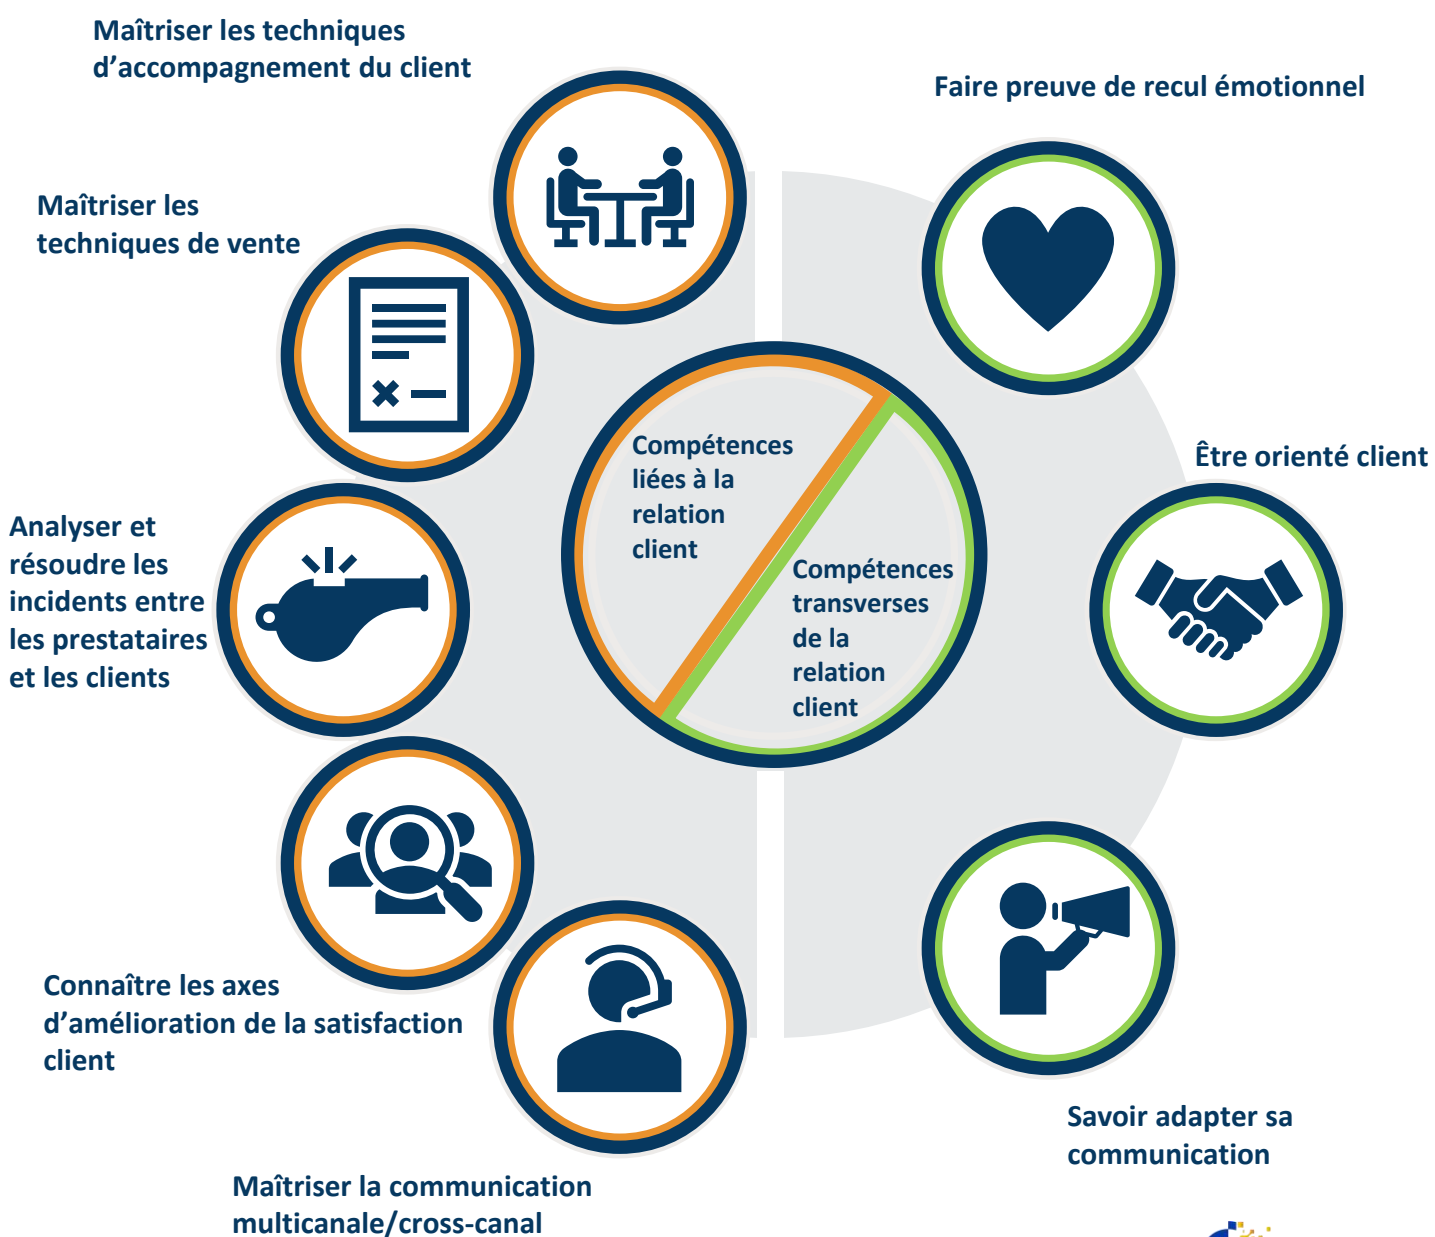 Maîtriser les techniques
d’accompagnement du client
Faire preuve de recul émotionnel
Maîtriser les
techniques de vente
Compétences
liées à la
relation
client
Être orienté client
Analyser et
résoudre les
incidents entre
les prestataires
et les clients
Compétences
transverses
de la
relation
client
Connaître les axes
d’amélioration de la satisfaction
client
Savoir adapter sa
communication
Maîtriser la communication
multicanale/cross-canal